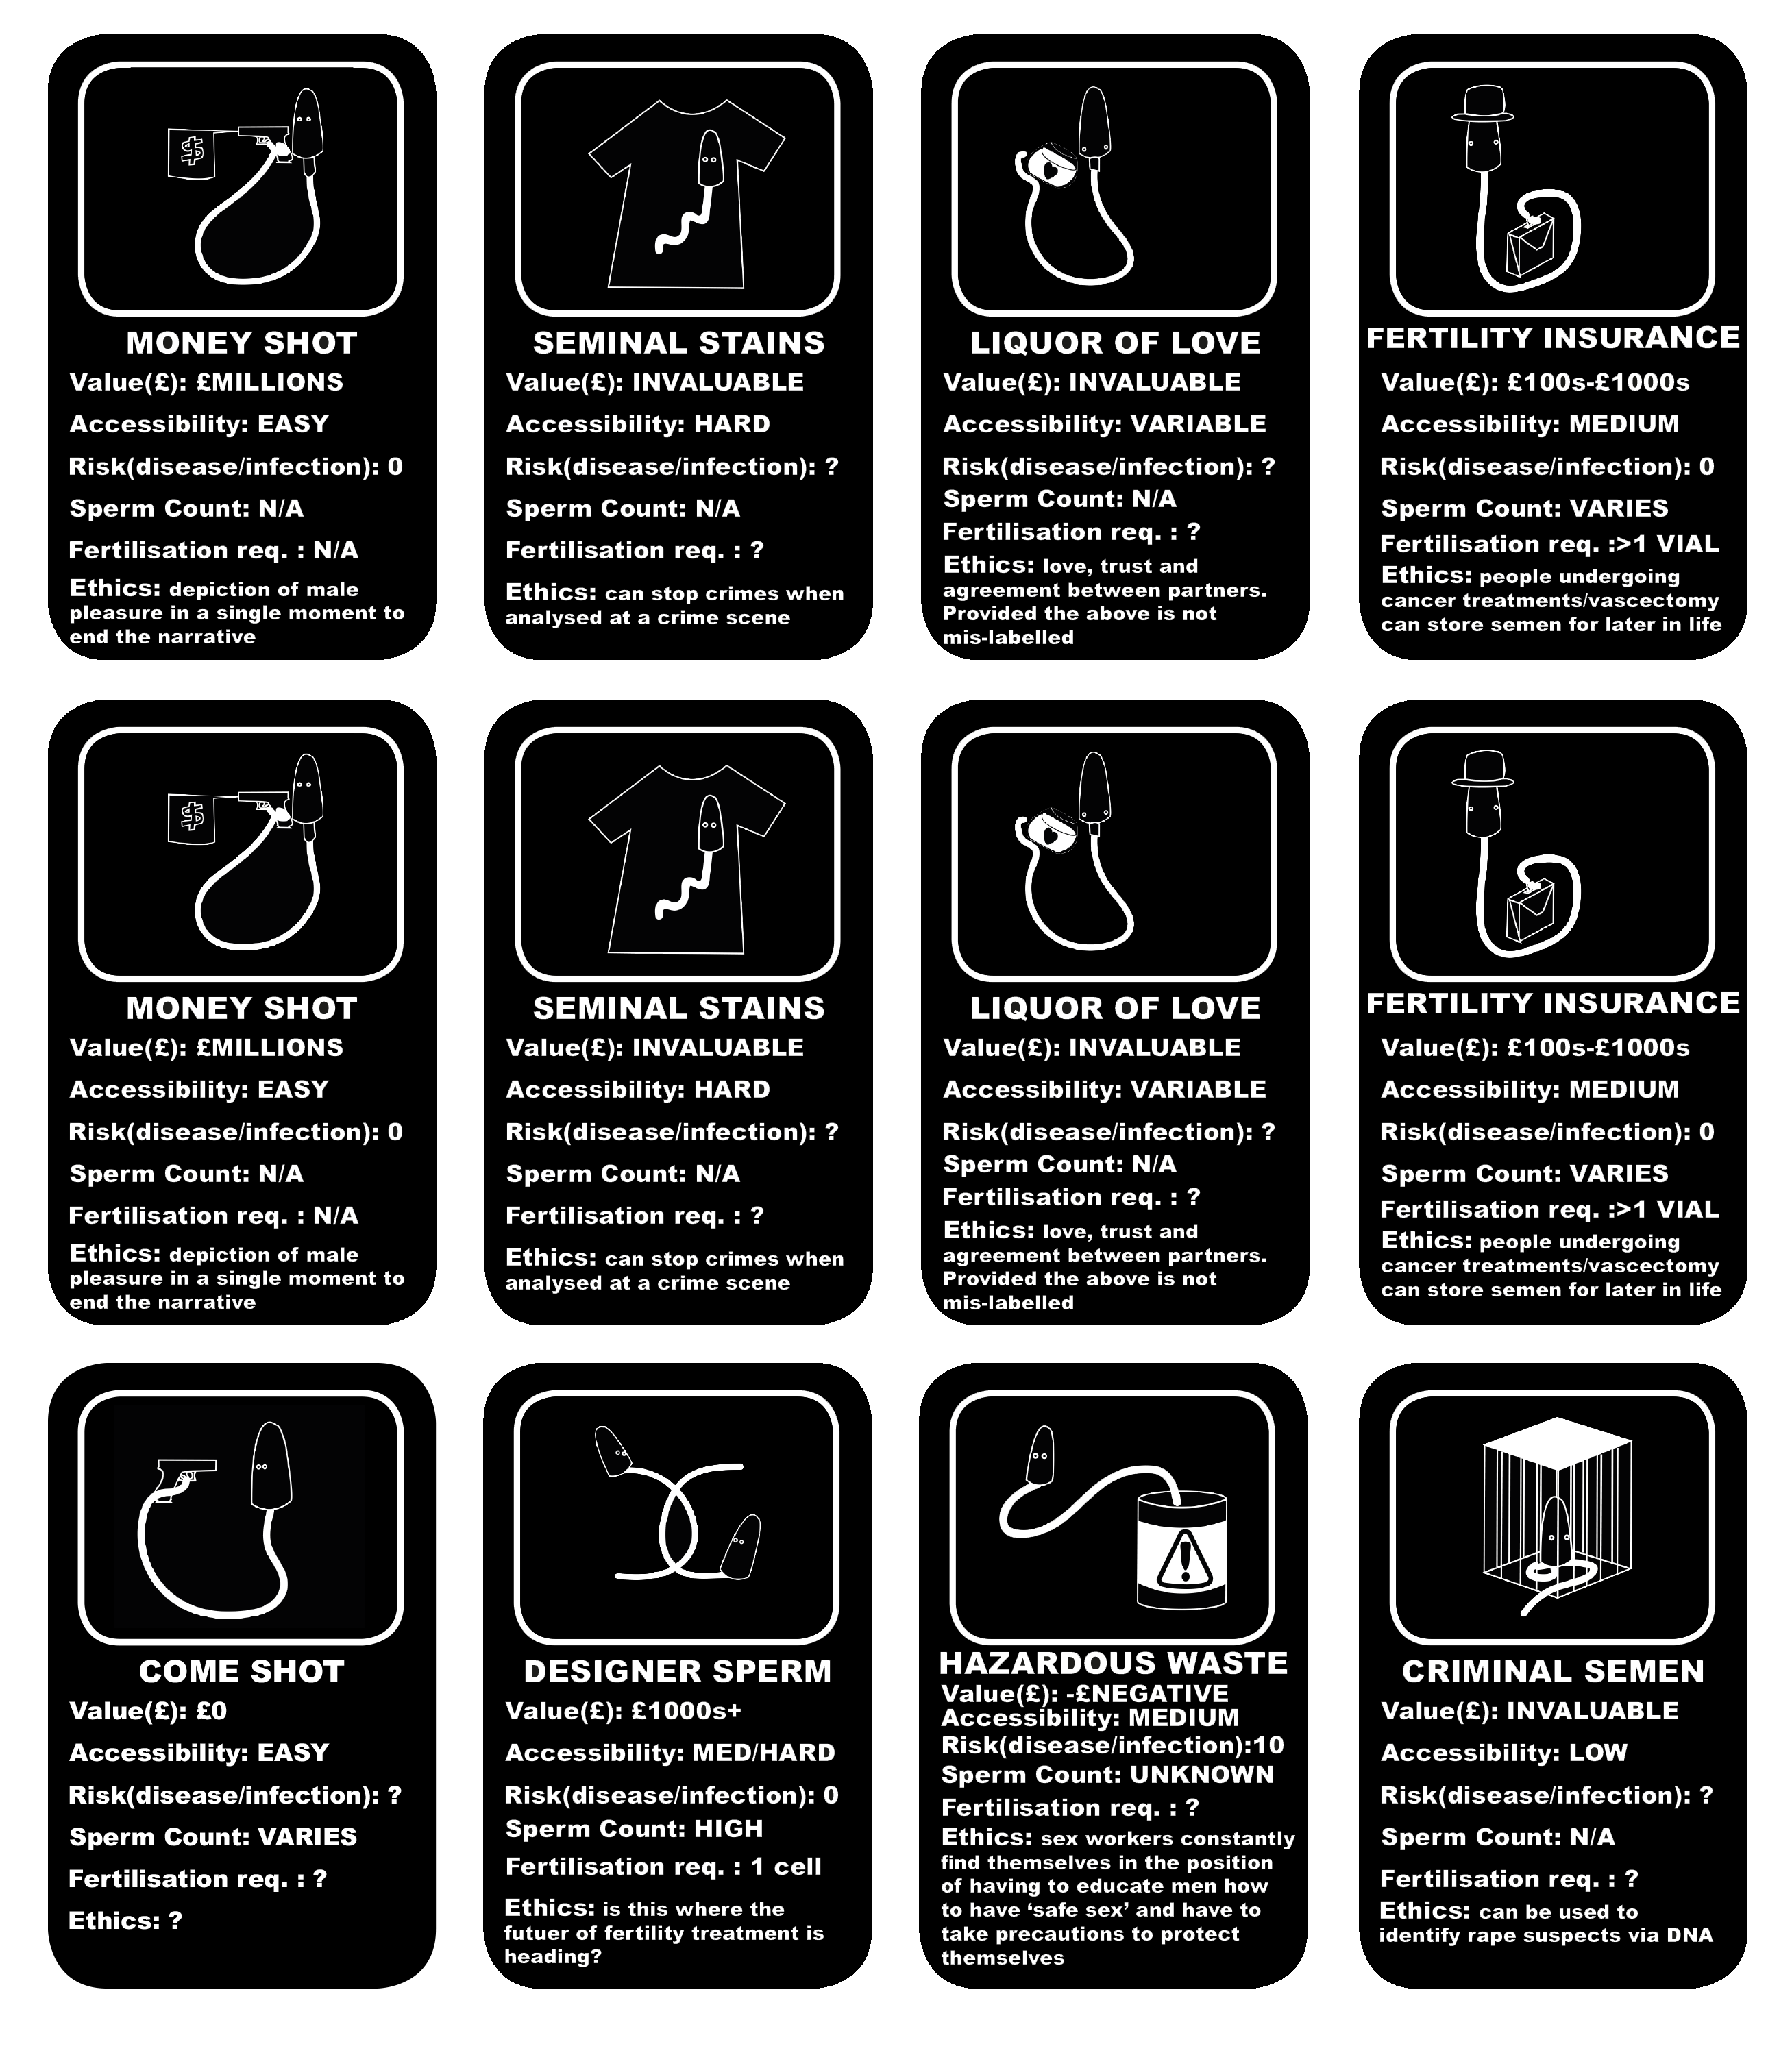 $
MONEY SHOT
Value(£): £MILLIONS
Accessibility: EASY
Risk(disease/infection): 0
Sperm Count: N/A
Fertilisation req. : N/A
Ethics: depiction of male
pleasure in a single moment to
end the narrative
SEMINAL STAINS
Value(£): INVALUABLE
Accessibility: HARD
Risk(disease/infection): ?
Sperm Count: N/A
Fertilisation req. : ?
Ethics: can stop crimes when
analysed at a crime scene
LIQUOR OF LOVE
Value(£): INVALUABLE
Accessibility: VARIABLE
Risk(disease/infection): ?
Sperm Count: N/A
Fertilisation req. : ?
Ethics: love, trust and
agreement between partners.
Provided the above is not
mis-labelled
FERTILITY INSURANCE
Value(£): £100s-£1000s
Accessibility: MEDIUM
Risk(disease/infection): 0
Sperm Count: VARIES
Fertilisation req. :>1 VIAL
Ethics: people undergoing
cancer treatments/vascectomy
can store semen for later in life
$
MONEY SHOT
Value(£): £MILLIONS
Accessibility: EASY
Risk(disease/infection): 0
Sperm Count: N/A
Fertilisation req. : N/A
Ethics: depiction of male
pleasure in a single moment to
end the narrative
SEMINAL STAINS
Value(£): INVALUABLE
Accessibility: HARD
Risk(disease/infection): ?
Sperm Count: N/A
Fertilisation req. : ?
Ethics: can stop crimes when
analysed at a crime scene
LIQUOR OF LOVE
Value(£): INVALUABLE
Accessibility: VARIABLE
Risk(disease/infection): ?
Sperm Count: N/A
Fertilisation req. : ?
Ethics: love, trust and
agreement between partners.
Provided the above is not
mis-labelled
FERTILITY INSURANCE
Value(£): £100s-£1000s
Accessibility: MEDIUM
Risk(disease/infection): 0
Sperm Count: VARIES
Fertilisation req. :>1 VIAL
Ethics: people undergoing
cancer treatments/vascectomy
can store semen for later in life
COME SHOT
Value(£): £0
Accessibility: EASY
Risk(disease/infection): ?
Sperm Count: VARIES
Fertilisation req. : ?
Ethics: ?
DESIGNER SPERM
Value(£): £1000s+
Accessibility: MED/HARD
Risk(disease/infection): 0
Sperm Count: HIGH
Fertilisation req. : 1 cell
Ethics: is this where the
futuer of fertility treatment is
heading?
!
HAZARDOUS WASTE
Value(£): -£NEGATIVE
Accessibility: MEDIUM
Risk(disease/infection):10
Sperm Count: UNKNOWN
Fertilisation req. : ?
Ethics: sex workers constantly
find themselves in the position
of having to educate men how
to have ‘safe sex’ and have to
take precautions to protect
themselves
CRIMINAL SEMEN
Value(£): INVALUABLE
Accessibility: LOW
Risk(disease/infection): ?
Sperm Count: N/A
Fertilisation req. : ?
Ethics: can be used to
identify rape suspects via DNA